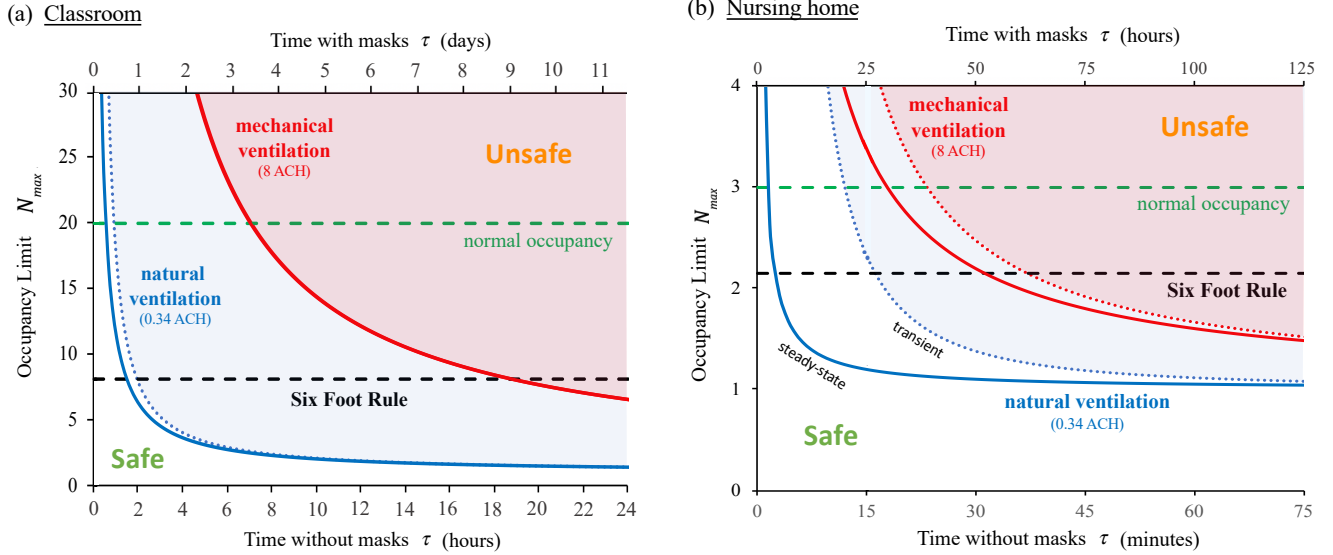 (a) Classroom
Time with masks τ (days)
0 1 2 3 4 5 6 7 8 9 10 11
30
25
20
15
10
5
0
Occupancy Limit N_max
mechanical
ventilation
(8 ACH)
Unsafe
normal occupancy
natural
ventilation
(0.34 ACH)
Six Foot Rule
Safe
0 2 4 6 8 10 12 14 16 18 20 22 24
Time without masks τ (hours)
(b) Nursing home
Time with masks τ (hours)
0 25 50 75 100 125
4
3
2
1
0
Occupancy Limit N_max
mechanical
ventilation
(8 ACH)
Unsafe
normal occupancy
Six Foot Rule
transient
steady-state
natural ventilation
(0.34 ACH)
Safe
0 15 30 45 60 75
Time without masks τ (minutes)